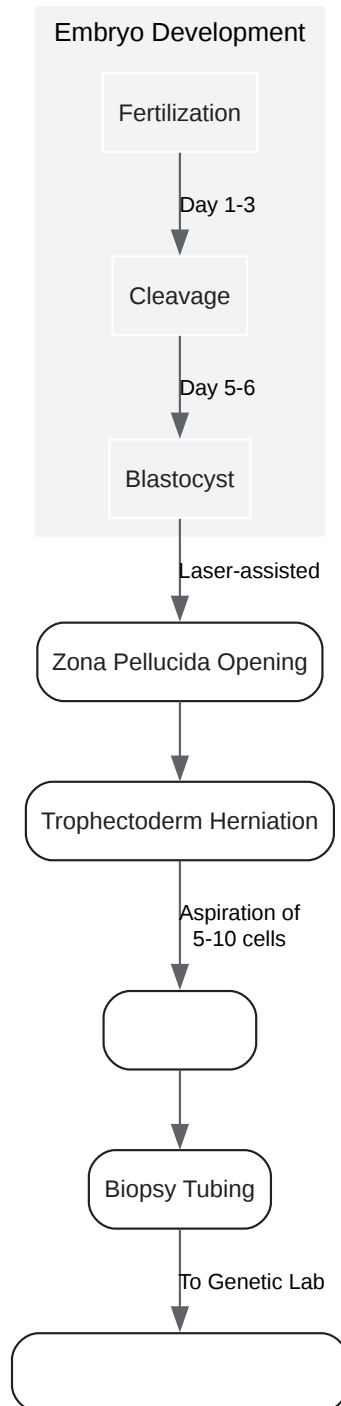 Embryo Development
Fertilization
Day 1-3
Cleavage
Day 5-6
Blastocyst
Laser-assisted
Zona Pellucida Opening
Trophectoderm Herniation
Aspiration of
5-10 cells
Biopsy Tubing
To Genetic Lab